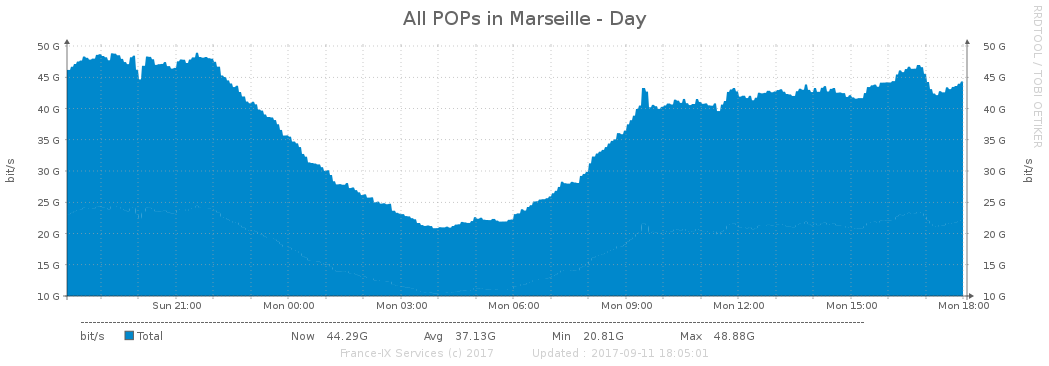 All POPs in Marseille - Day
RRDTOOL / TOBI OETIKER
50 G 50 G
45 G 45 G
40 G 40 G
35 G 35 G
30 G 30 G
25 G 25 G
20 G 20 G
15 G 15 G
10 G 10 G
bit/s bit/s
Sun 21:00 Mon 00:00 Mon 03:00 Mon 06:00 Mon 09:00 Mon 12:00 Mon 15:00 Mon 18:00
bit/s Total Now 44.29G Avg 37.13G Min 20.81G Max 48.88G
France-IX Services (c) 2017 Updated : 2017-09-11 18:05:01